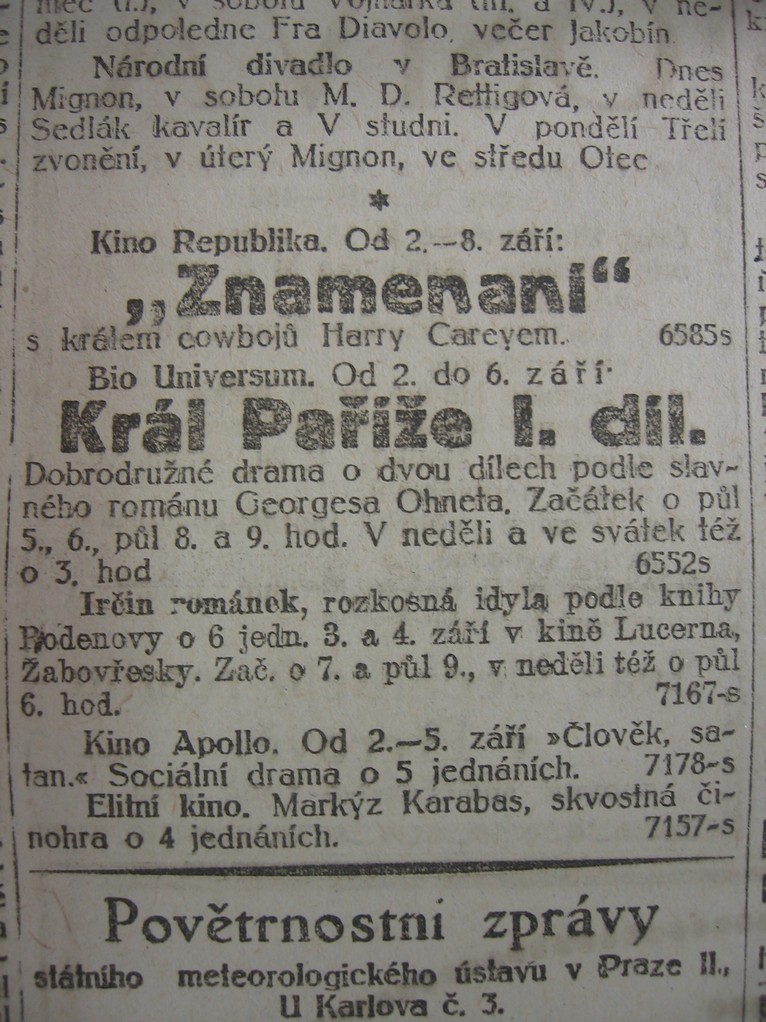 děli odpoledne Fra Diavolo, večer Jakobín
Národní divadlo v Bratislavě. Dnes
Mignon, v sobotu M. D. Rettigová, v neděli
Sedlák kavalír a V studni. V pondělí Třetí
zvonění, v úterý Mignon, ve středu Otec
*
Kino Republika. Od 2.—8. září:
„Znamenaní“
s králem cowbojů Harry Careyem. 6585s
Bio Universum. Od 2. do 6. září·
Král Paříže I. díl.
Dobrodružné drama o dvou dílech podle slav-
ného románu Georgesa Ohneta. Začátek o půl
5., 6., půl 8. a 9. hod. V neděli a ve svátek též
o 3. hod 6552s
Irčin románek, rozkosná idyla podle knihy
Rodenovy o 6 jedn. 3. a 4. září v kině Lucerna,
Žabovřesky. Zač. o 7. a půl 9., v neděli též o půl
6. hod. 7167-s
Kino Apollo. Od 2.—5. září »Člověk, sa-
tan.« Sociální drama o 5 jednáních. 7178-s
Elitní kino. Markýz Karabas, skvostná či-
nohra o 4 jednáních. 7157-s
Povětrnostní zprávy
státního meteorologického ústavu v Praze II.,
U Karlova č. 3.